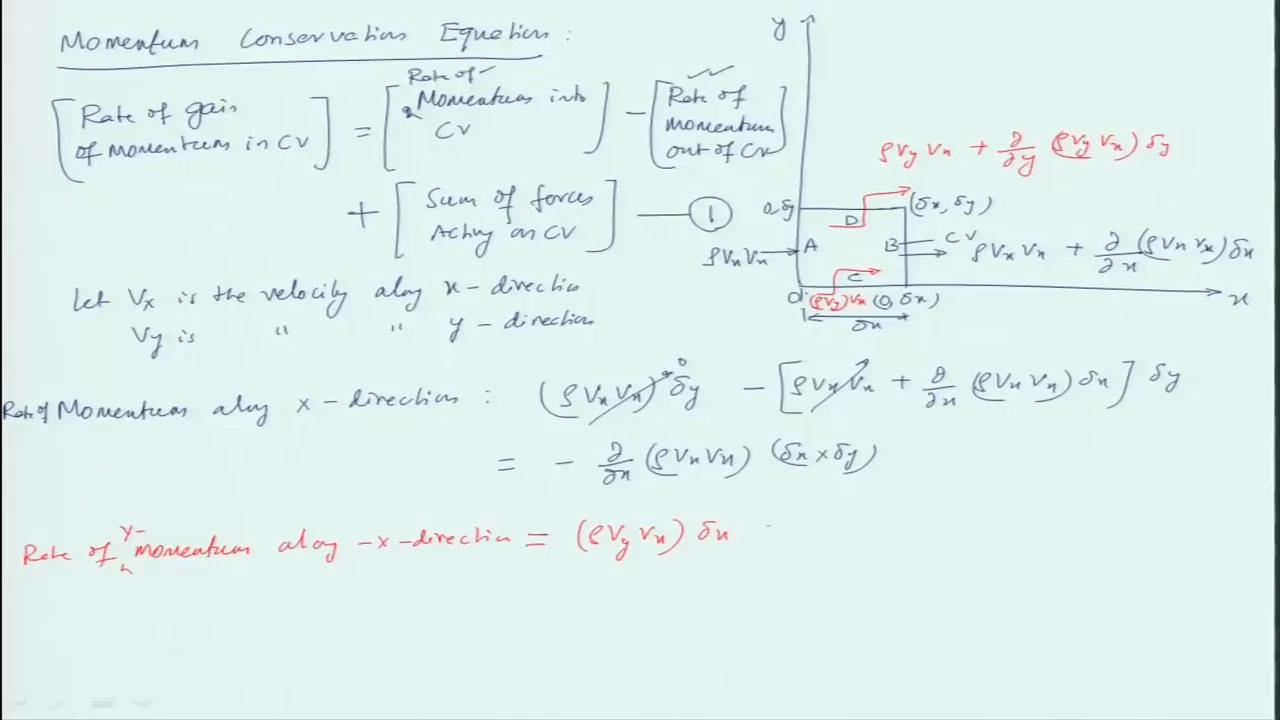 Momentum Conservation Equation :
[Rate of gain of momentum in CV] = [Rate of Momentum into CV] - [Rate of momentum out of CV]
+ [Sum of forces Acting on CV] — ①
Let Vx is the velocity along x-direction
Vy is " " y-direction
y
ρVy Vx + ∂/∂y (ρVy Vx) δy
0, δy
D
(δx, δy)
ρVxVx
A
B
CV
ρVx Vx + ∂/∂x (ρVx Vx) δx
C
0
(ρVy)Vx
(0, δx)
x
δx
Rate of Momentum along x-direction : (ρVx Vx) δy - [ρVx Vx + ∂/∂x (ρVx Vx) δx] δy
= - ∂/∂x (ρVx Vx) (δx × δy)
Rate of y- momentum along -x-direction = (ρVy Vx) δx